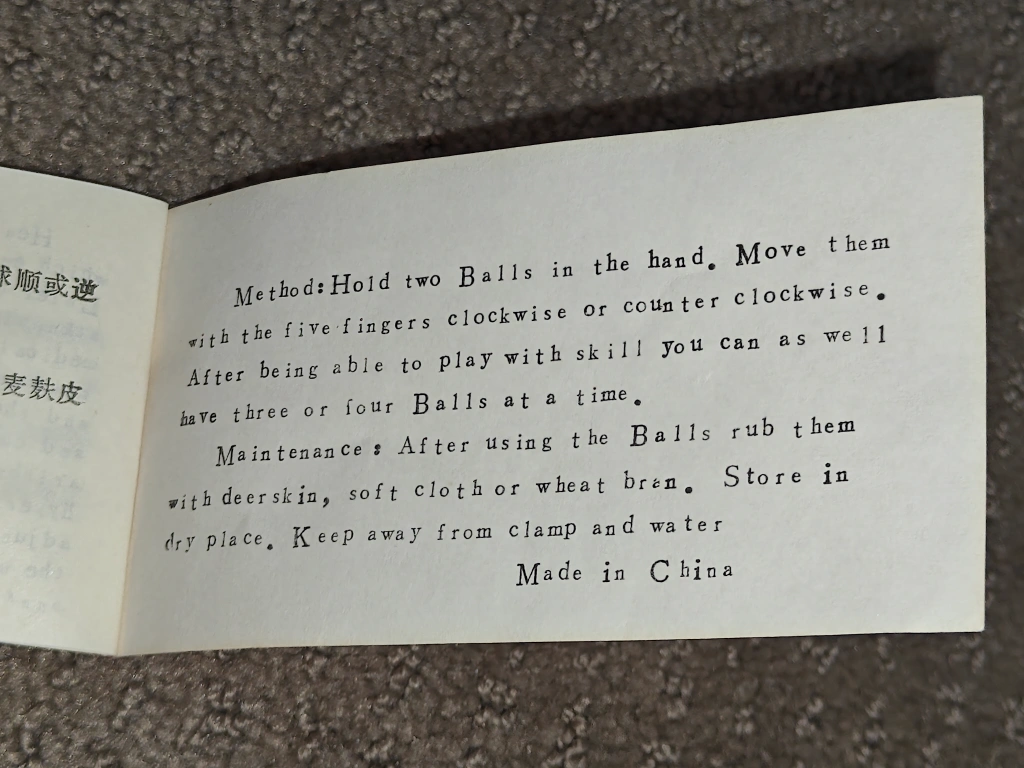 球顺或逆
麦麸皮
Method:Hold two Balls in the hand. Move them
with the five fingers clockwise or counter clockwise.
After being able to play with skill you can as well
have three or four Balls at a time.
Maintenance: After using the Balls rub them
with deerskin, soft cloth or wheat bren. Store in
dry place. Keep away from clamp and water
Made in China